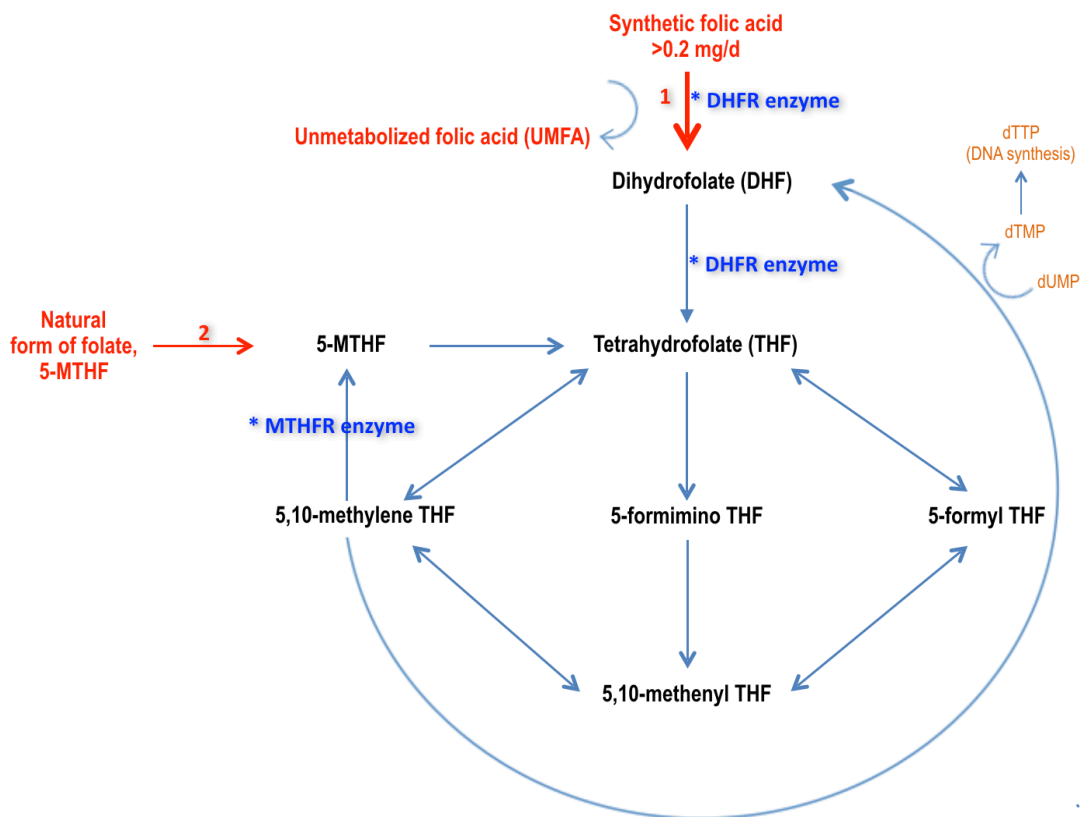 Synthetic folic acid
>0.2 mg/d
1
* DHFR enzyme
Unmetabolized folic acid (UMFA)
dTTP
(DNA synthesis)
Dihydrofolate (DHF)
dTMP
* DHFR enzyme
dUMP
Natural
form of folate,
5-MTHF
2
5-MTHF
Tetrahydrofolate (THF)
* MTHFR enzyme
5,10-methylene THF
5-formimino THF
5-formyl THF
5,10-methenyl THF
.